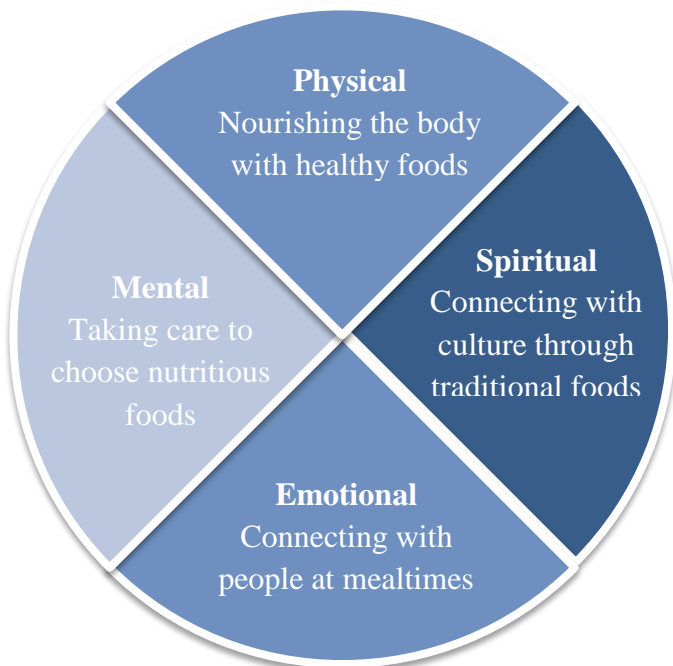 Physical
Nourishing the body
with healthy foods
Spiritual
Connecting with
culture through
traditional foods
Mental
Taking care to
choose nutritious
foods
Emotional
Connecting with
people at mealtimes